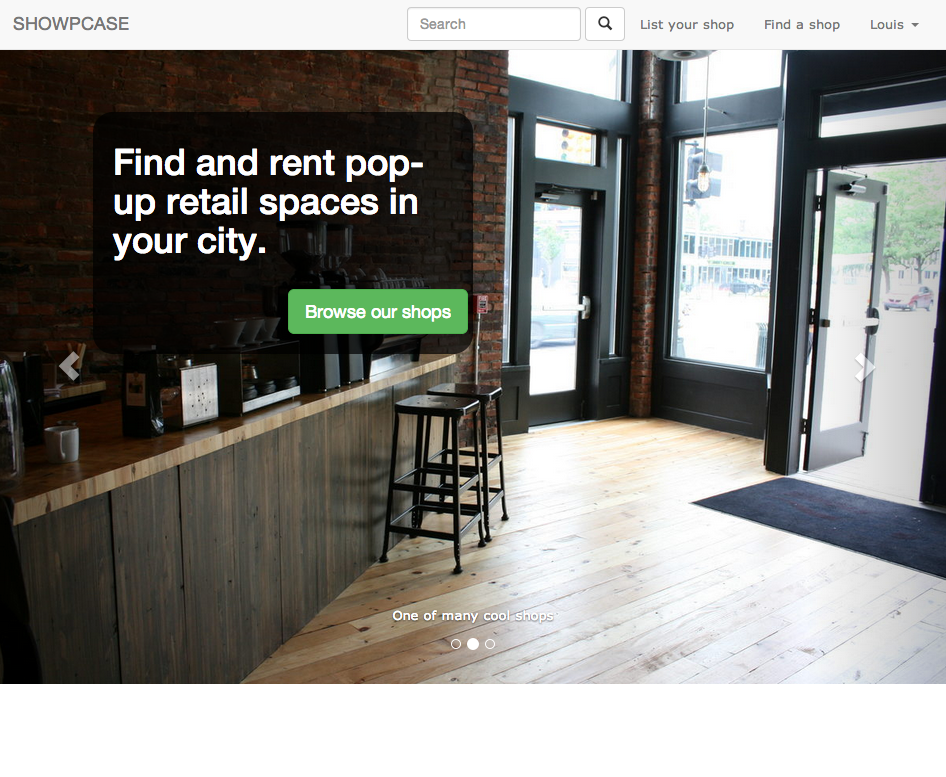 SHOWPCASE
Search
List your shop
Find a shop
Louis
Find and rent pop-
up retail spaces in
your city.
Browse our shops
One of many cool shops